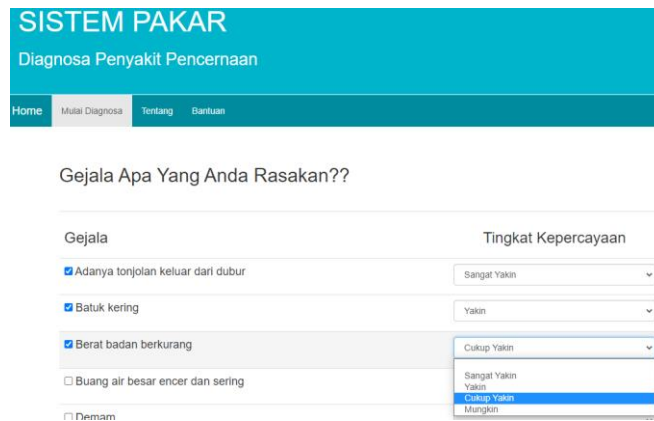 SISTEM PAKAR
Diagnosa Penyakit Pencernaan
Home Mulai Diagnosa Tentang Bantuan
Gejala Apa Yang Anda Rasakan??
Gejala Tingkat Kepercayaan
Adanya tonjolan keluar dari dubur Sangat Yakin
Batuk kering Yakin
Berat badan berkurang Cukup Yakin
Sangat Yakin
Buang air besar encer dan sering Yakin
Cukup Yakin
Demam Mungkin